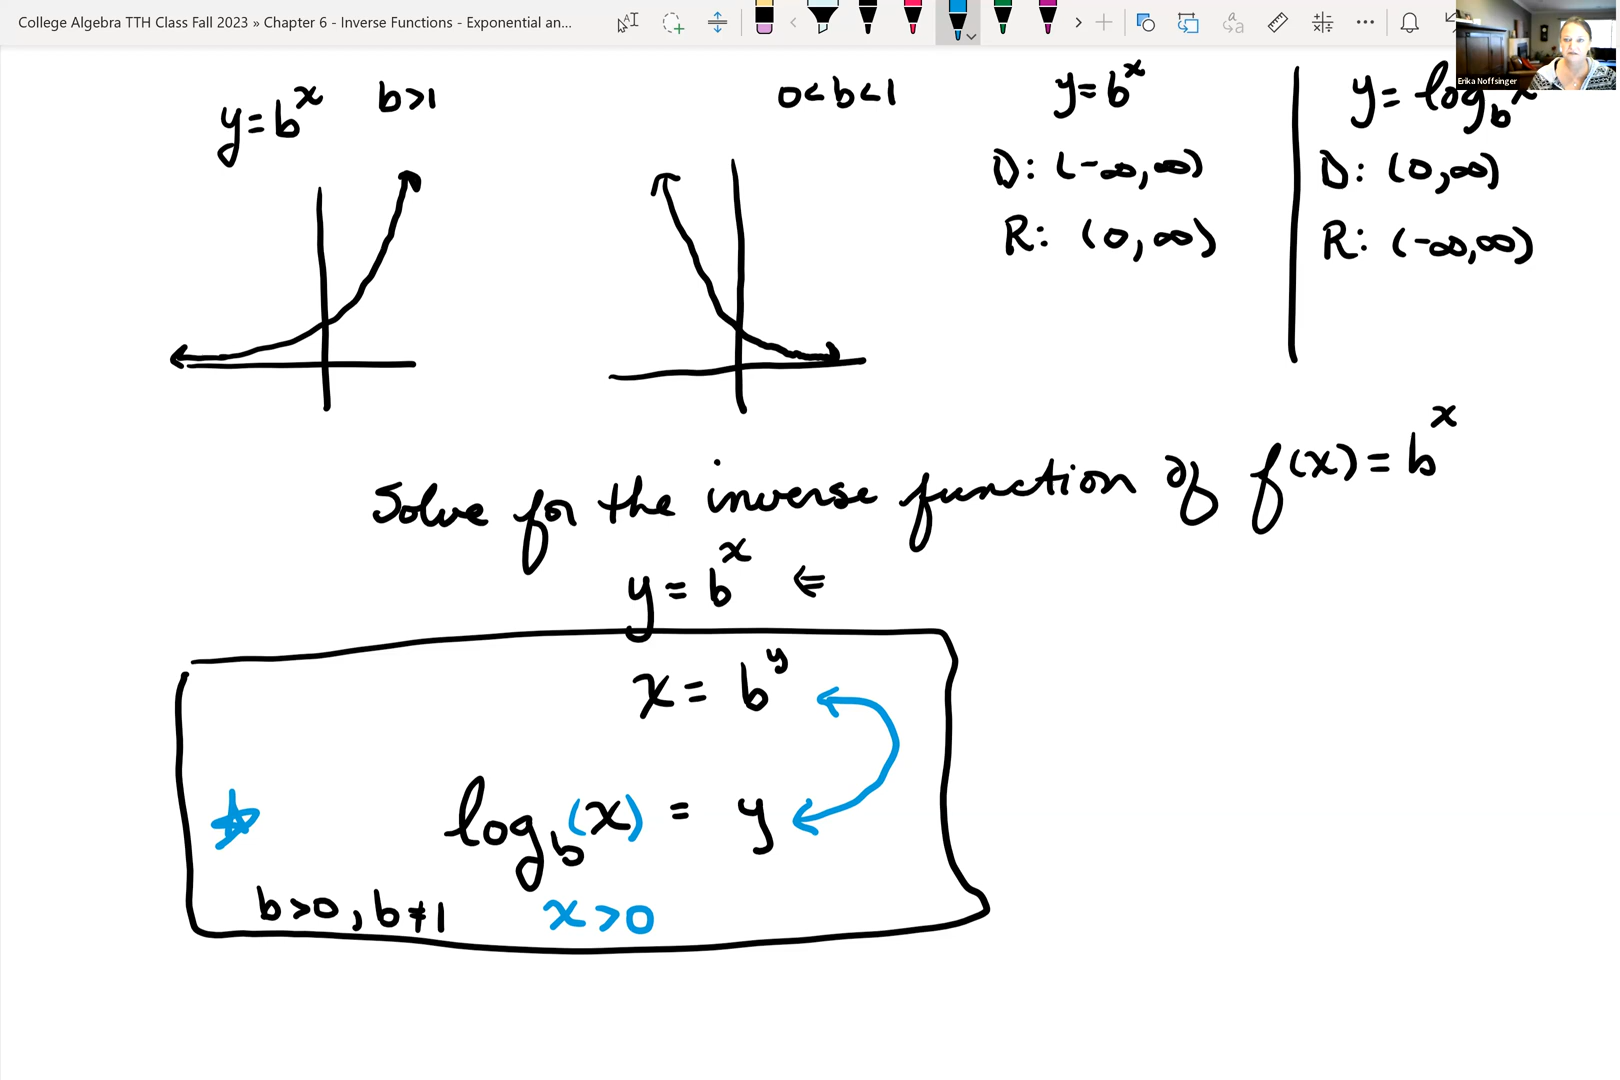 College Algebra TTH Class Fall 2023 » Chapter 6 - Inverse Functions - Exponential an...
Erika Noffsinger
y=b^x b>1
0<b<1
y=b^x
D: (-∞,∞)
R: (0,∞)
y= log_b x
D: (0,∞)
R: (-∞,∞)
Solve for the inverse function of f(x)=b^x
y=b^x ⇐
x= b^y
log_b(x) = y
b>0, b≠1 x>0